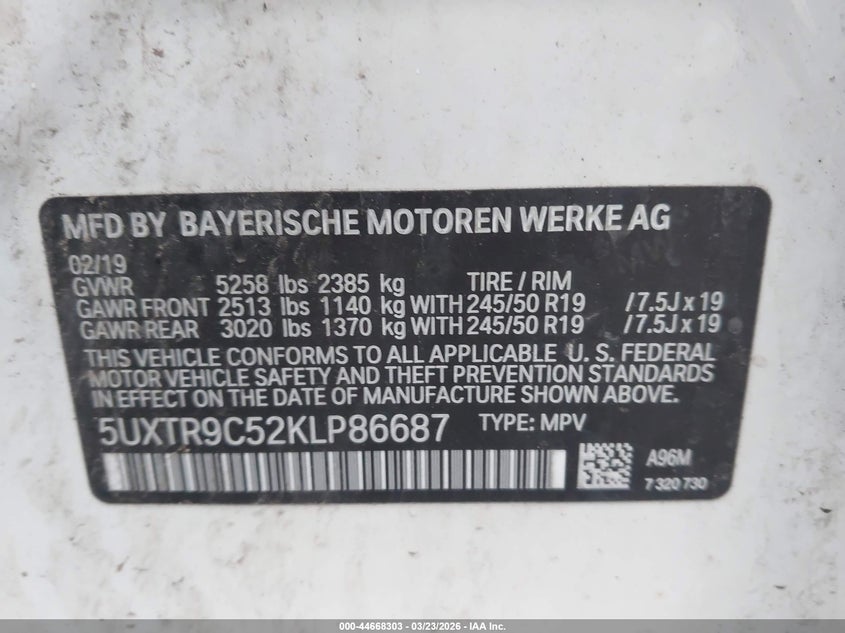 MFD BY BAYERISCHE MOTOREN WERKE AG
02/19
GVWR 5258 lbs 2385 kg TIRE / RIM
GAWR FRONT 2513 lbs 1140 kg WITH 245/50 R19 / 7.5J x 19
GAWR REAR 3020 lbs 1370 kg WITH 245/50 R19 / 7.5J x 19
THIS VEHICLE CONFORMS TO ALL APPLICABLE U. S. FEDERAL
MOTOR VEHICLE SAFETY AND THEFT PREVENTION STANDARDS
IN EFFECT ON THE DATE OF MANUFACTURE SHOWN ABOVE.
5UXTR9C52KLP86687 TYPE: MPV
A96M
7 320 730
000-44668303 | 03/23/2026 - IAA Inc.